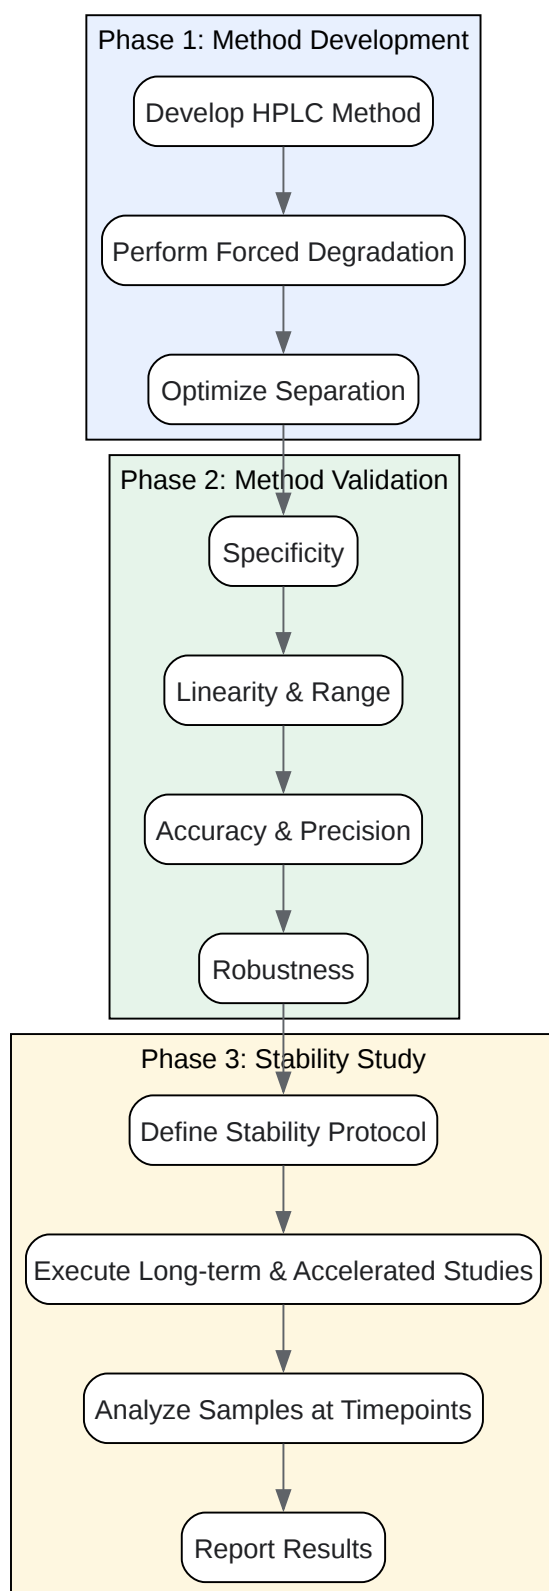 Phase 1: Method Development
Develop HPLC Method
Perform Forced Degradation
Optimize Separation
Phase 2: Method Validation
Specificity
Linearity & Range
Accuracy & Precision
Robustness
Phase 3: Stability Study
Define Stability Protocol
Execute Long-term & Accelerated Studies
Analyze Samples at Timepoints
Report Results